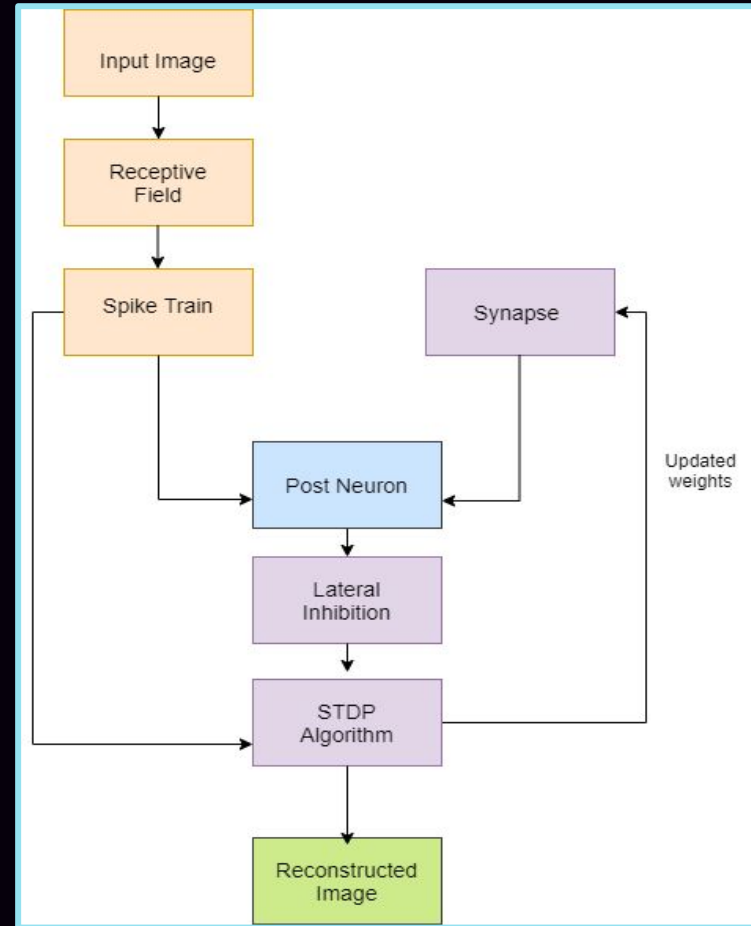 Input Image
Receptive
Field
Spike Train
Synapse
Post Neuron
Updated
weights
Lateral
Inhibition
STDP
Algorithm
Reconstructed
Image